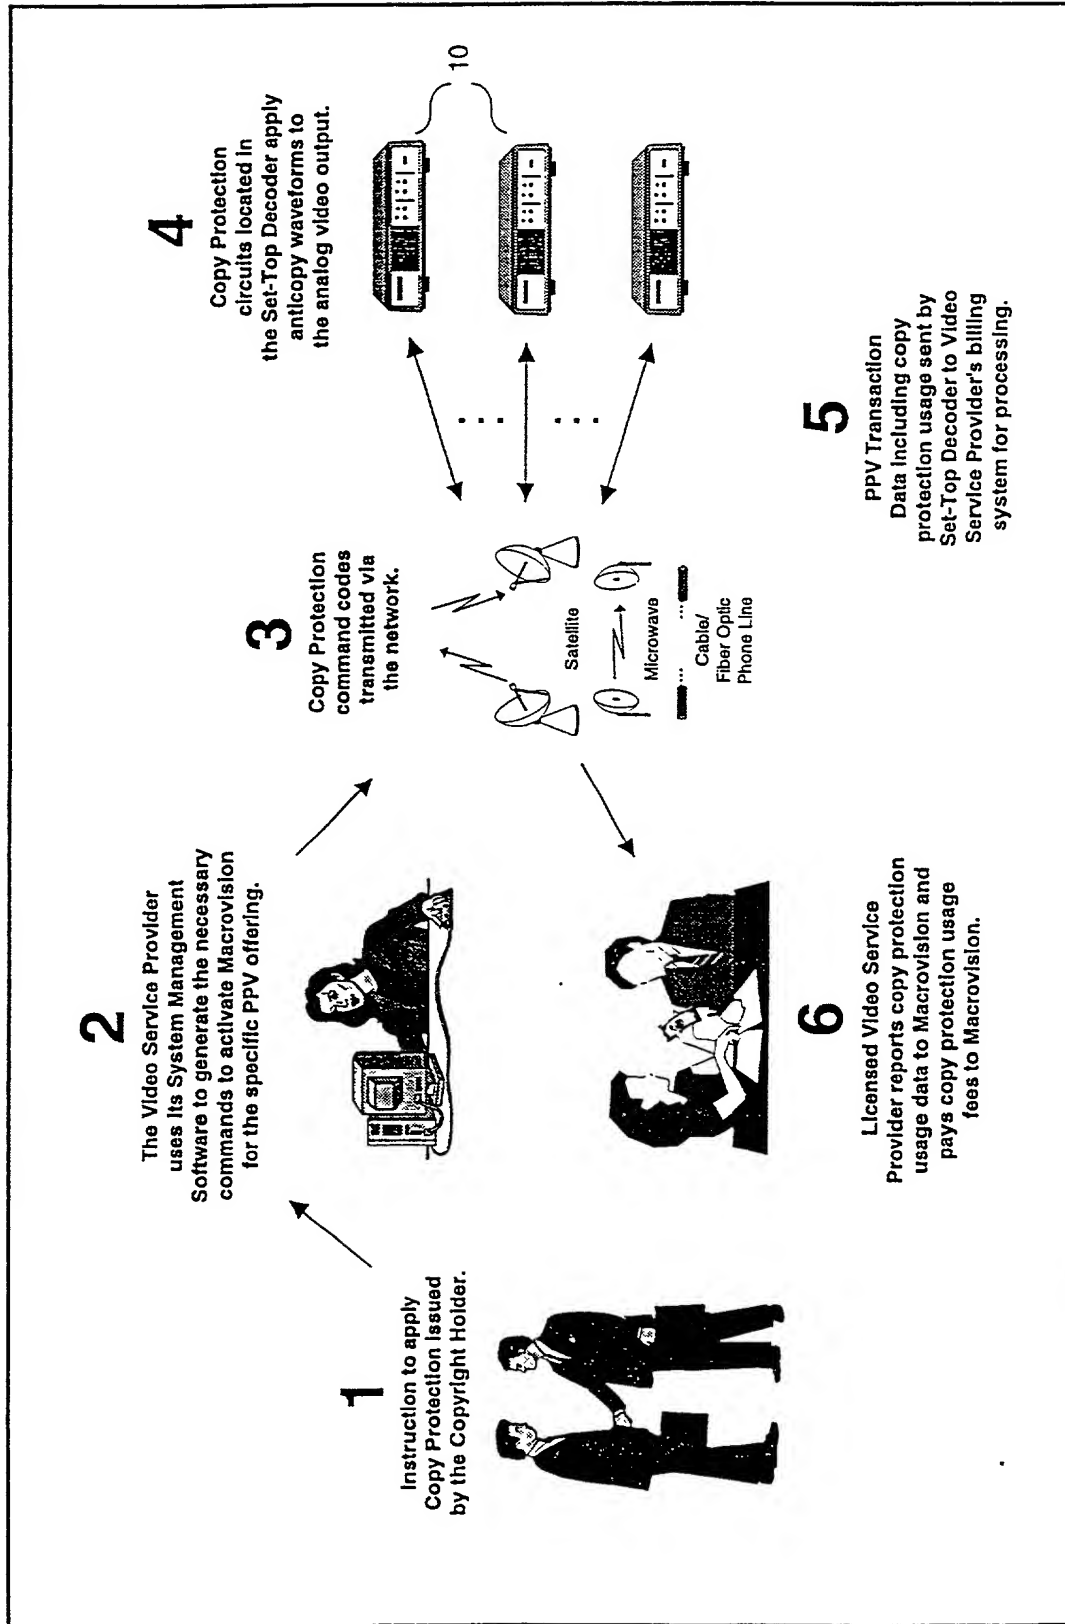 1
Instruction to apply
Copy Protection issued
by the Copyright Holder.
2
The Video Service Provider
uses its System Management
Software to generate the necessary
commands to activate Macrovision
for the specific PPV offering.
3
Copy Protection
command codes
transmitted via
the network.
Satellite
Microwave
Cable/
Fiber Optic
Phone Line
4
Copy Protection
circuits located in
the Set-Top Decoder apply
anticopy waveforms to
the analog video output.
10
5
PPV Transaction
Data including copy
protection usage sent by
Set-Top Decoder to Video
Service Provider's billing
system for processing.
6
Licensed Video Service
Provider reports copy protection
usage data to Macrovision and
pays copy protection usage
fees to Macrovision.